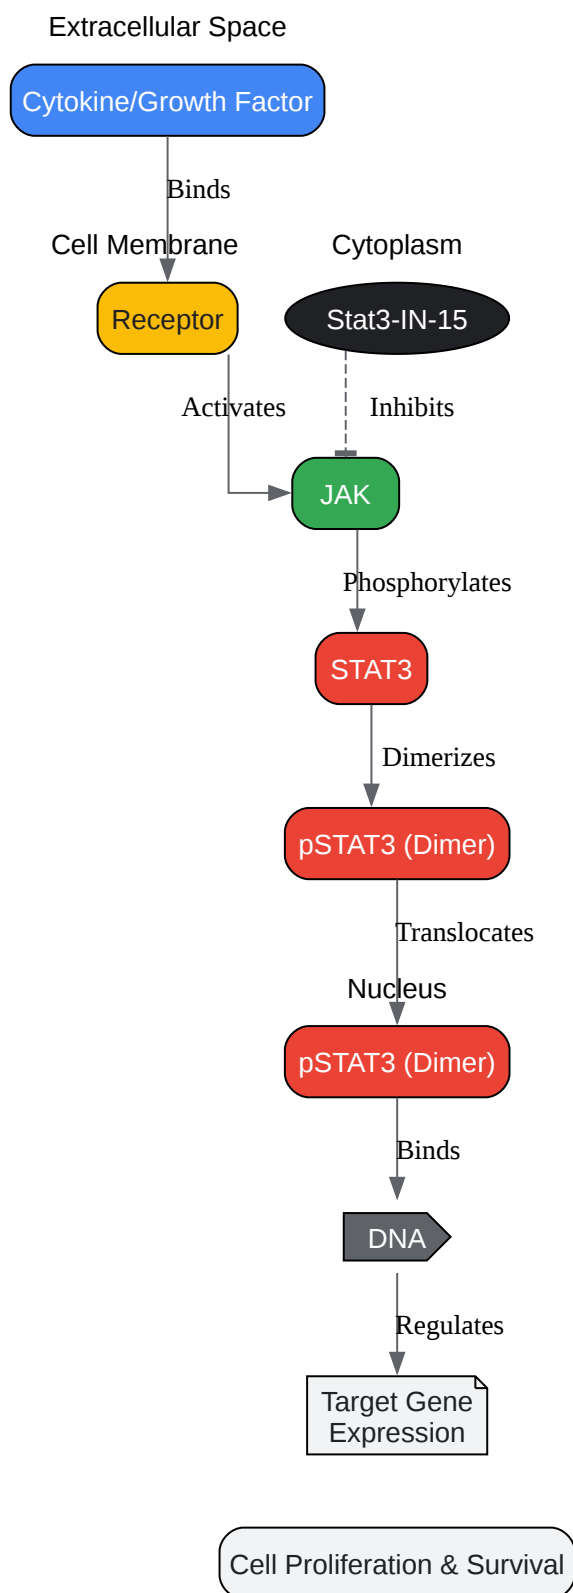 Extracellular Space
Cytokine/Growth Factor
Binds
Cell Membrane
Cytoplasm
Receptor
Stat3-IN-15
Activates
Inhibits
JAK
Phosphorylates
STAT3
Dimerizes
pSTAT3 (Dimer)
Translocates
Nucleus
pSTAT3 (Dimer)
Binds
DNA
Regulates
Target Gene
Expression
Cell Proliferation & Survival